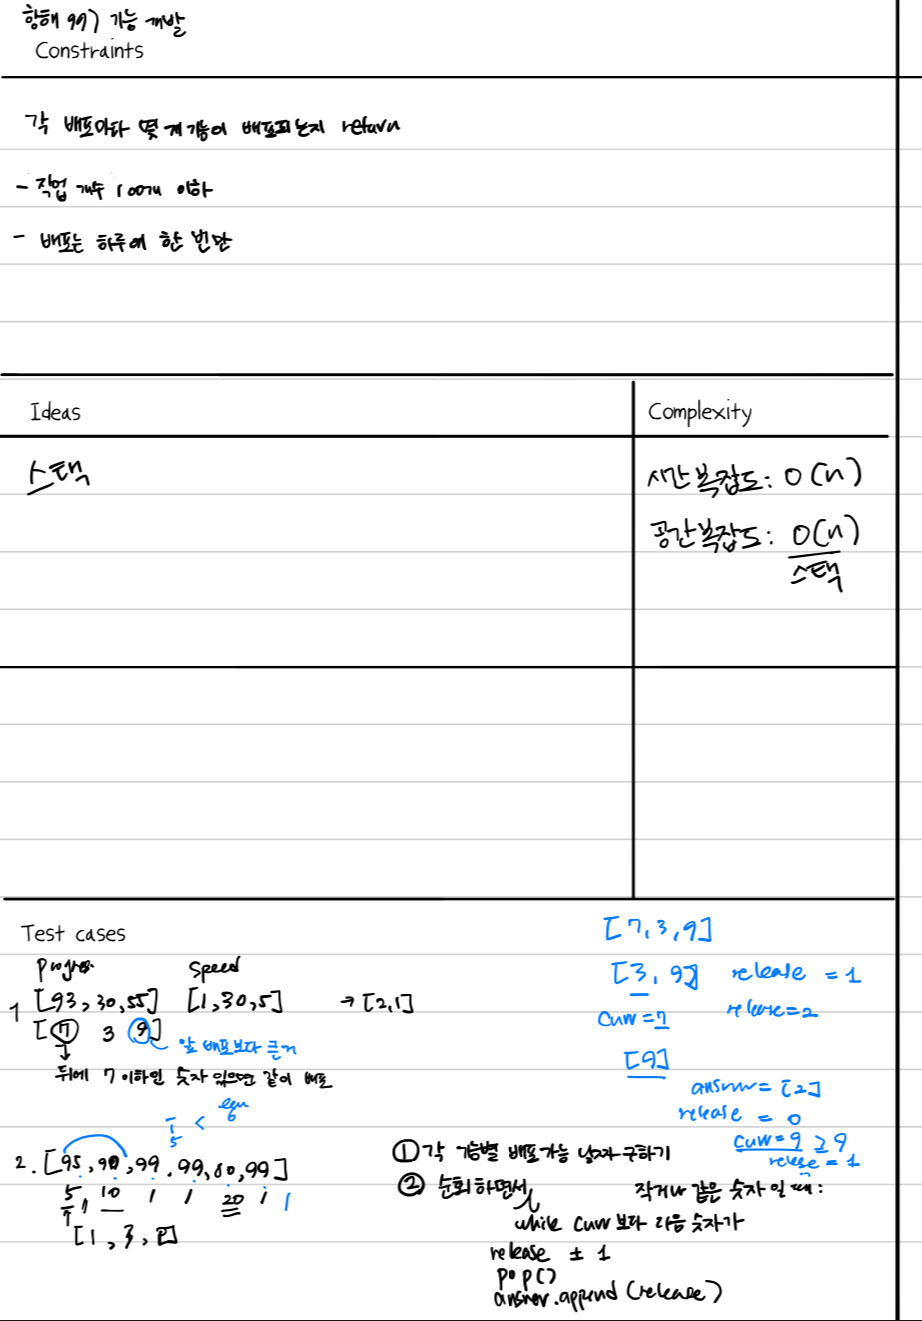 항해 99) 기능 개발
Constraints
각 배포마다 몇 개 기능이 배포되는지 return
- 작업 개수 100개 이하
- 배포는 하루에 한 번만
Ideas
Complexity
스택
시간복잡도: O(n)
공간복잡도: O(n)
스택
Test cases
progress speed
1 [93, 30, 55] [1, 30, 5] → [2, 1]
[7 3 9]
앞 배포보다 큰거
뒤에 7 이하인 숫자 있으면 같이 배포
[7, 3, 9]
[3, 9] release = 1
curr = 7 release = 2
[9]
answer = [2]
release = 0
curr = 9 ≥ 9
release = 1
5 <
2. [95, 90, 99, 99, 80, 99]
5 10 1 1 20 1 1
[1, 3, 2]
① 각 기능별 배포가능 날짜 구하기
② 순회하면서
while curr 보다 다음 숫자가 작거나 같은 숫자일 때:
release ± 1
pop()
answer.append(release)